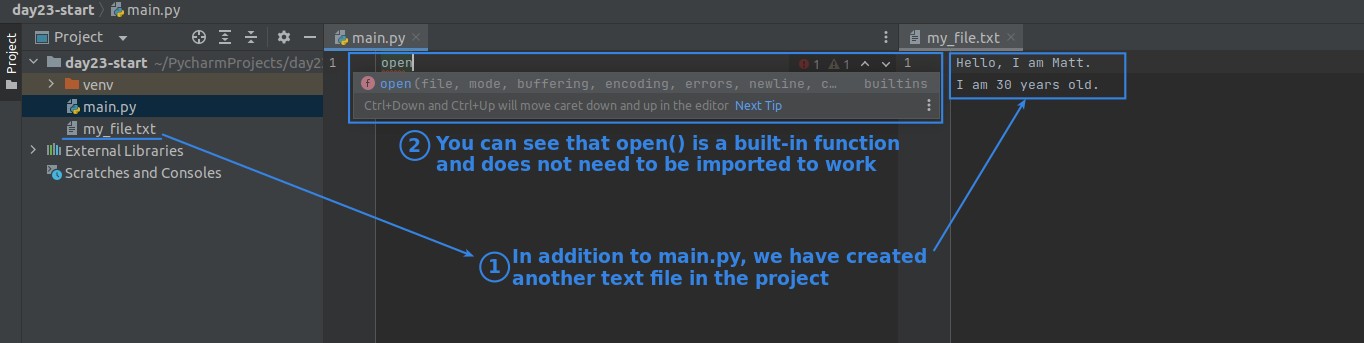 day23-start main.py
Project
Project
day23-start ~/PycharmProjects/day2
venv
main.py
my_file.txt
External Libraries
Scratches and Consoles
main.py
1 open
1 1
f open(file, mode, buffering, encoding, errors, newline, c… builtins
Ctrl+Down and Ctrl+Up will move caret down and up in the editor Next Tip
my_file.txt
1 Hello, I am Matt.
I am 30 years old.
2 You can see that open() is a built-in function
and does not need to be imported to work
1 In addition to main.py, we have created
another text file in the project